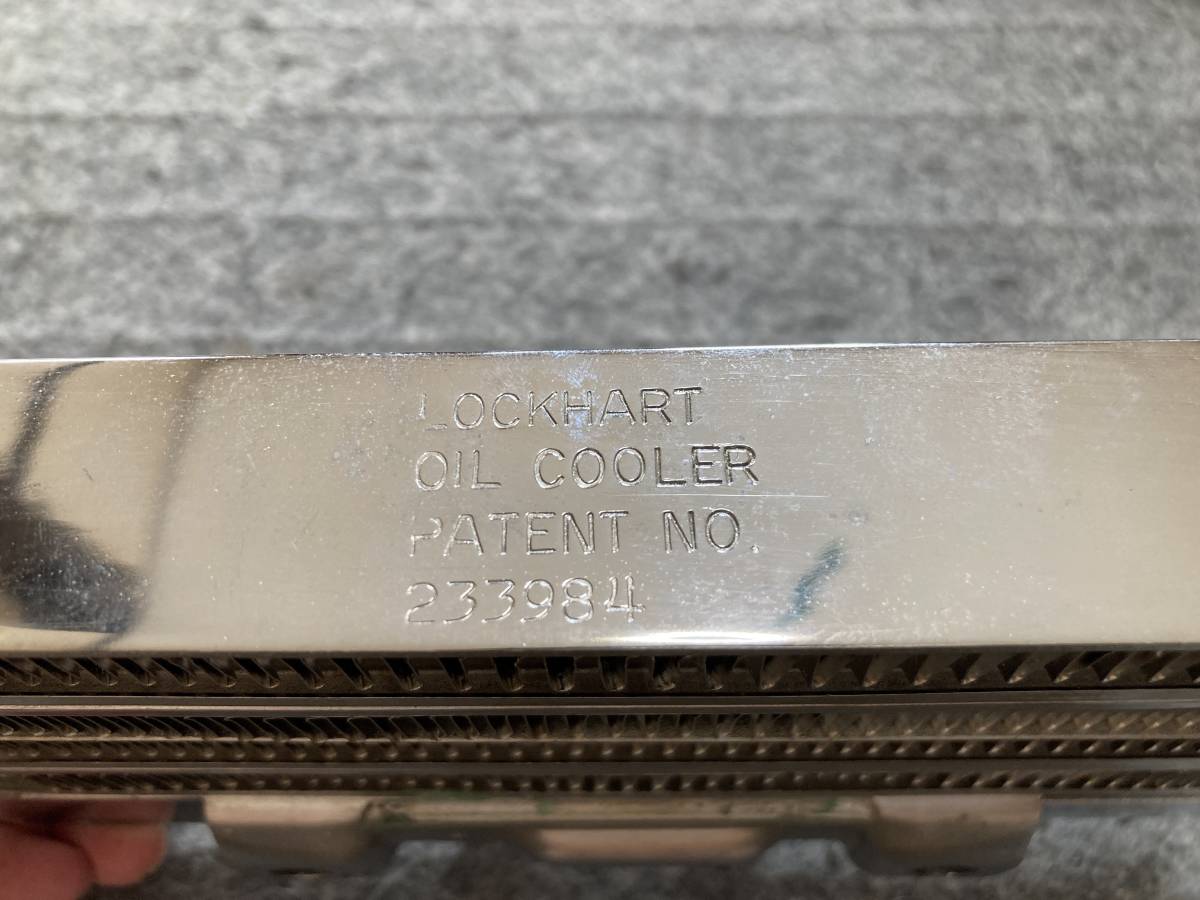 LOCKHART
OIL COOLER
PATENT NO.
233984